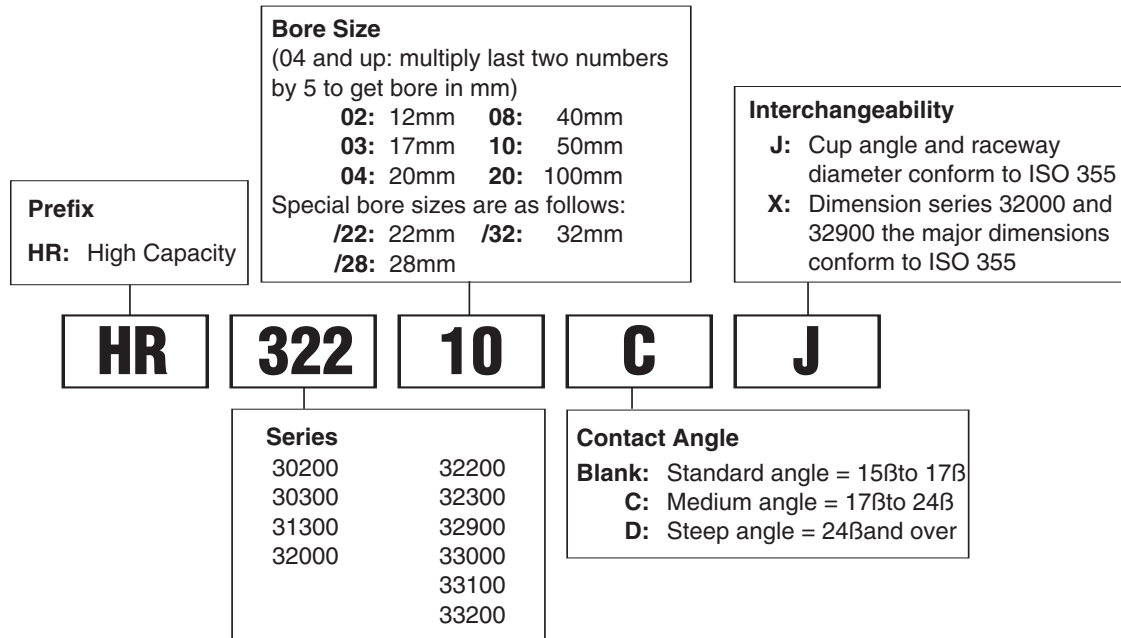 Bore Size
(04 and up: multiply last two numbers
by 5 to get bore in mm)
02: 12mm 08: 40mm
03: 17mm 10: 50mm
04: 20mm 20: 100mm
Special bore sizes are as follows:
/22: 22mm /32: 32mm
/28: 28mm
Interchangeability
J: Cup angle and raceway
diameter conform to ISO 355
X: Dimension series 32000 and
32900 the major dimensions
conform to ISO 355
Prefix
HR: High Capacity
HR 322 10 C J
Series
30200 32200
30300 32300
31300 32900
32000 33000
33100
33200
Contact Angle
Blank: Standard angle = 15ßto 17ß
C: Medium angle = 17ßto 24ß
D: Steep angle = 24ßand over